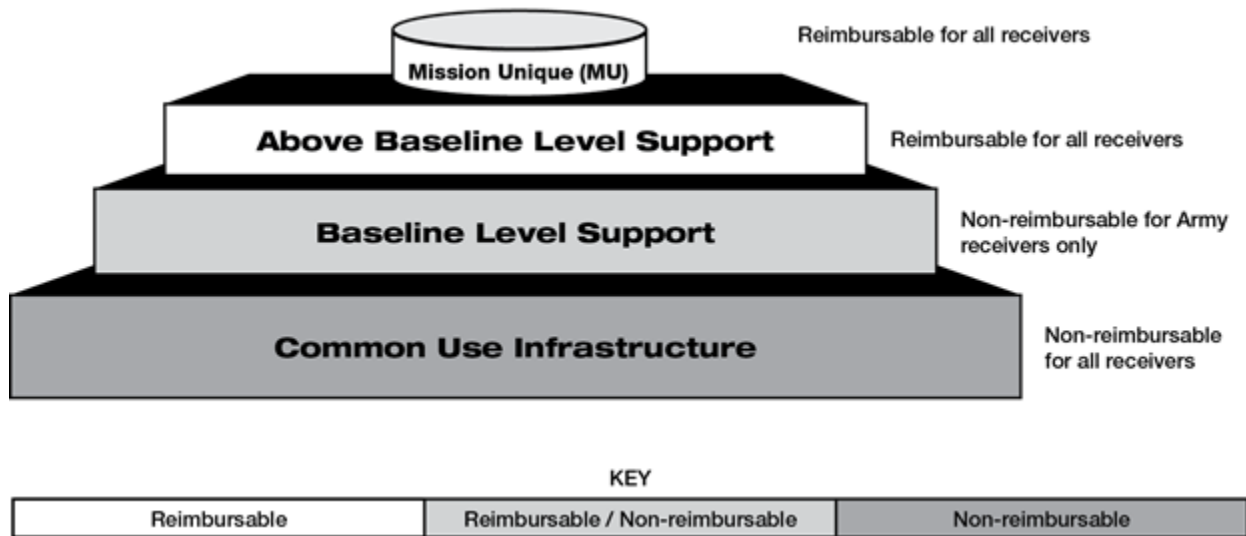 Reimbursable for all receivers
Mission Unique (MU)
Above Baseline Level Support
Reimbursable for all receivers
Baseline Level Support
Non-reimbursable for Army
receivers only
Common Use Infrastructure
Non-reimbursable
for all receivers
KEY
Reimbursable
Reimbursable / Non-reimbursable
Non-reimbursable